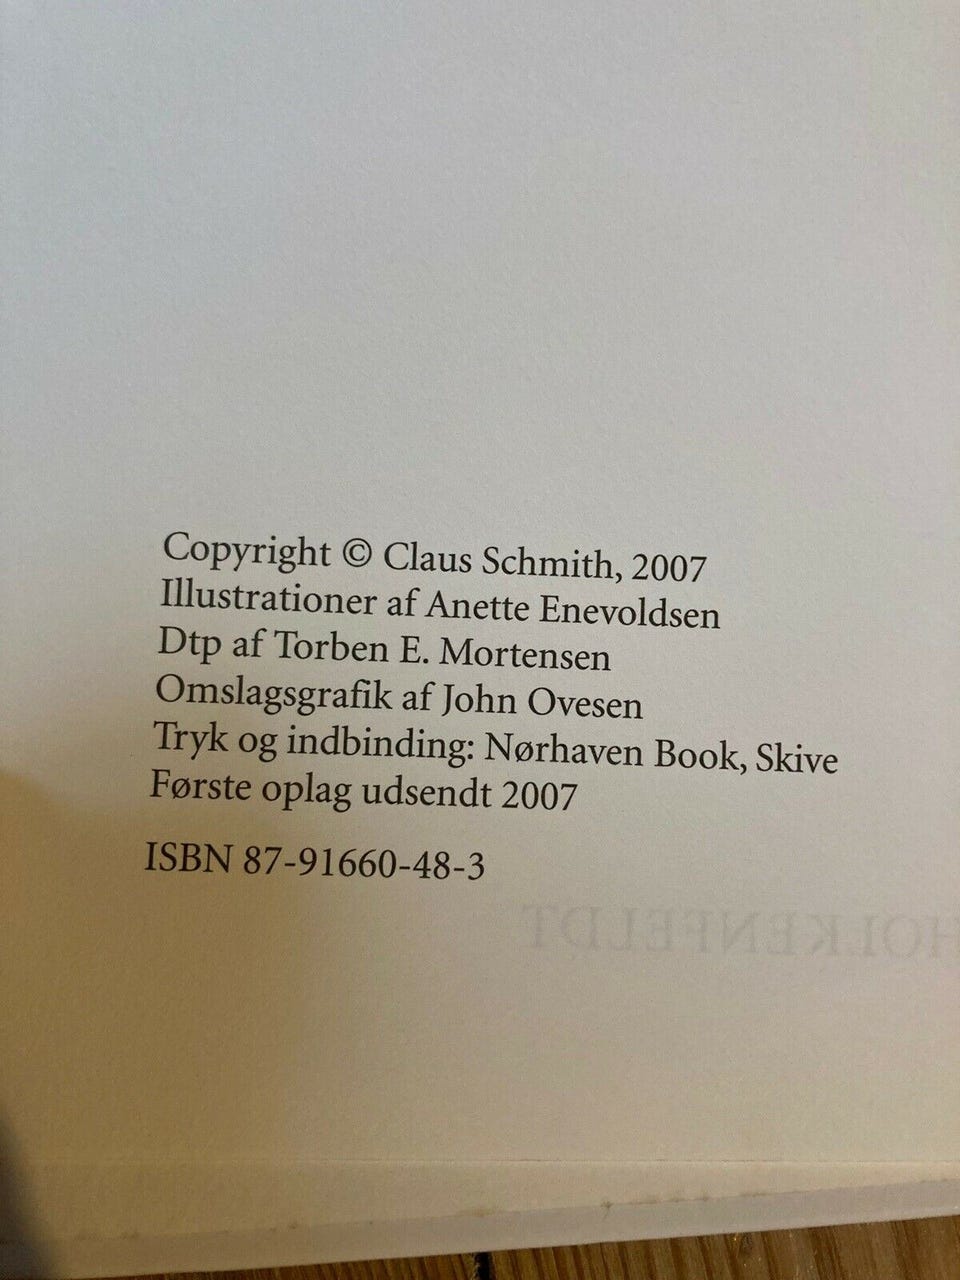 Copyright © Claus Schmith, 2007
Illustrationer af Anette Enevoldsen
Dtp af Torben E. Mortensen
Omslagsgrafik af John Ovesen
Tryk og indbinding: Nørhaven Book, Skive
Første oplag udsendt 2007
ISBN 87-91660-48-3
HOLKENFELDT